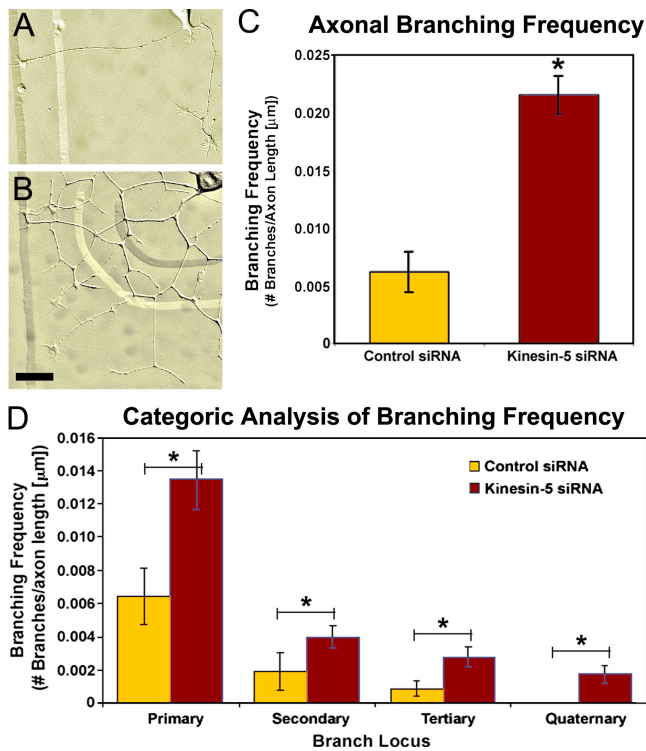 A
B
C
Axonal Branching Frequency
Branching Frequency
(# Branches/Axon Length [µm])
0.025
*
0.020
0.015
0.010
0.005
0
Control siRNA
Kinesin-5 siRNA
D
Categoric Analysis of Branching Frequency
Branching Frequency
(# Branches/axon length [µm])
0.016
0.014
0.012
0.010
0.008
0.006
0.004
0.002
0
*
*
*
*
Control siRNA
Kinesin-5 siRNA
Primary
Secondary
Tertiary
Quaternary
Branch Locus